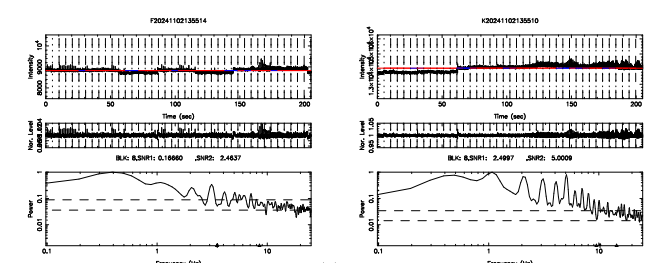 F20241102135514
K20241102135510
Intensity
10⁴
9000
8000
0
50
100
150
200
Time (sec)
Intensity
0
50
100
150
200
Time (sec)
Nor. Level
Nor. Level
0.95 1 1.05
BLK: 8,SNR1: 0.16660 ,SNR2: 2.4637
BLK: 8,SNR1: 2.4997 ,SNR2: 5.0009
Power
1
0.1
0.01
0.1
1
10
Power
1
0.1
0.01
0.1
1
10